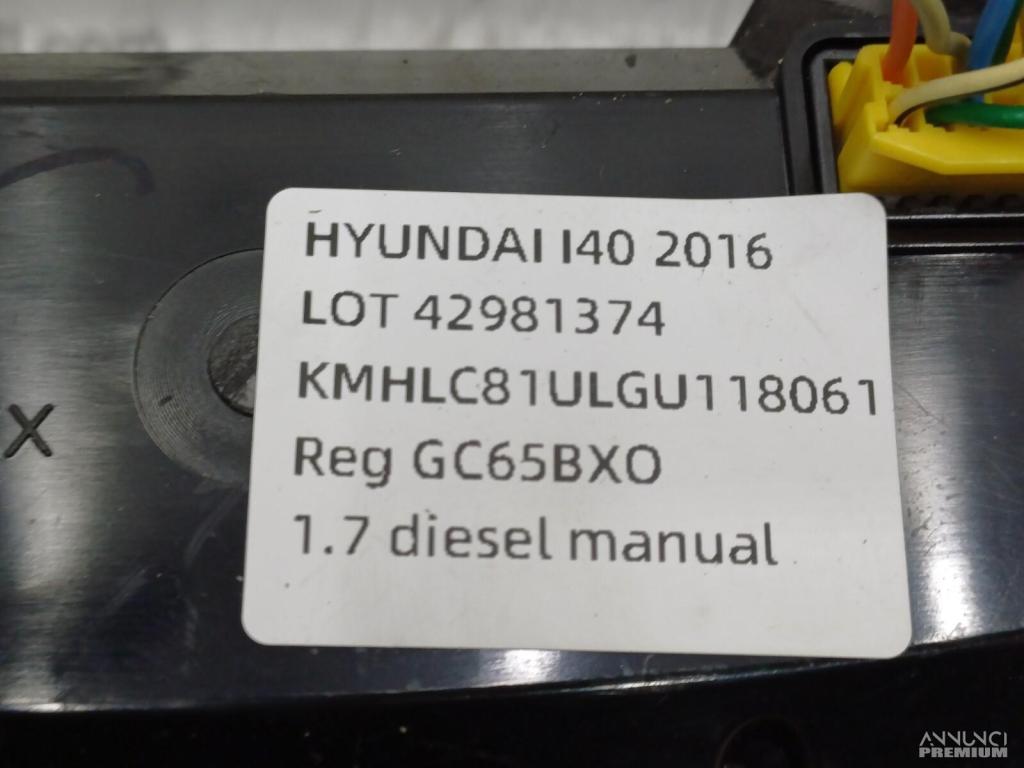 HYUNDAI I40 2016
LOT 42981374
KMHLC81ULGU118061
X
Reg GC65BXO
1.7 diesel manual
ANNUNCI
PREMIUM